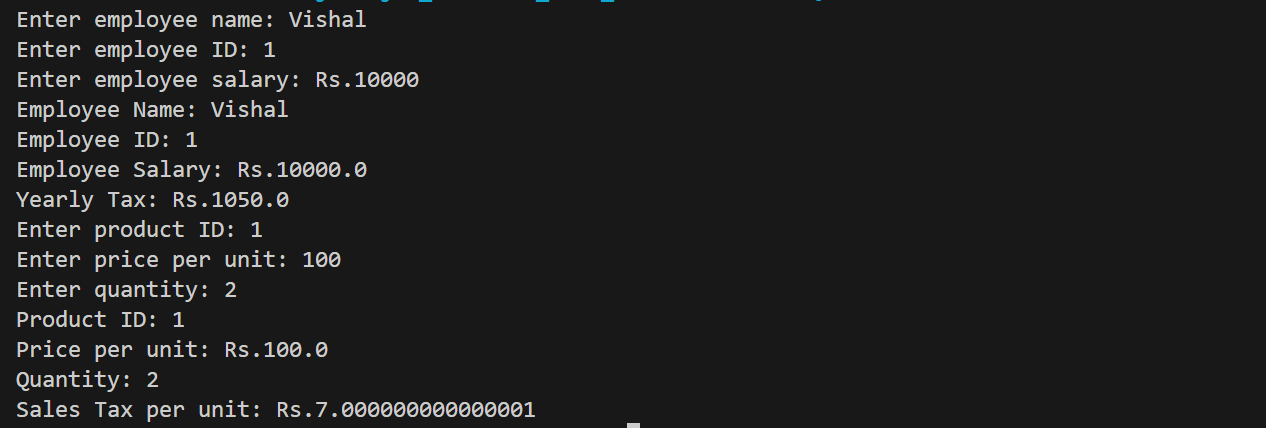 Enter employee name: Vishal
Enter employee ID: 1
Enter employee salary: Rs.10000
Employee Name: Vishal
Employee ID: 1
Employee Salary: Rs.10000.0
Yearly Tax: Rs.1050.0
Enter product ID: 1
Enter price per unit: 100
Enter quantity: 2
Product ID: 1
Price per unit: Rs.100.0
Quantity: 2
Sales Tax per unit: Rs.7.000000000000001